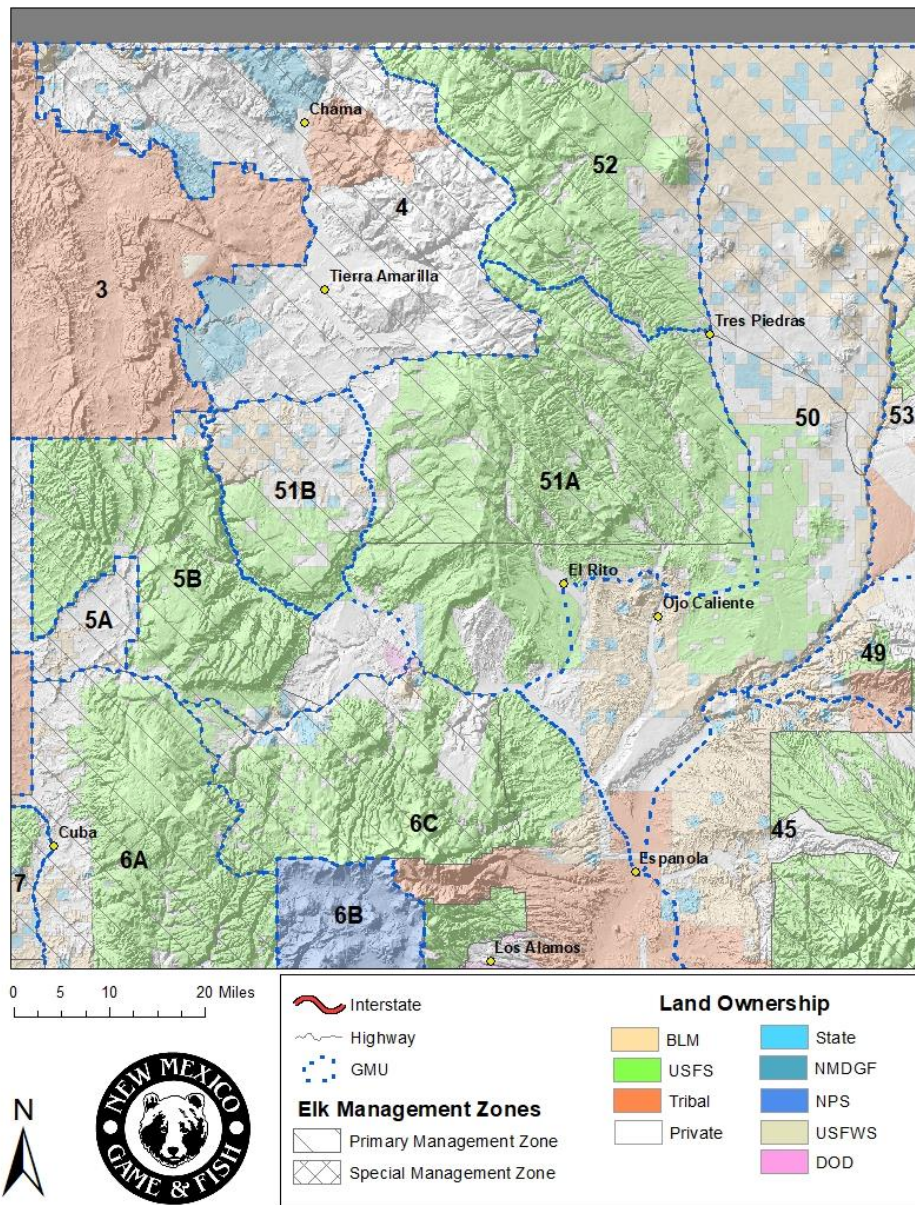 Chama
52
4
3
Tierra Amarilla
Tres Piedras
50
53
51B
51A
5B
El Rito
5A
Ojo Caliente
49
6C
45
Cuba
6A
Espanola
7
6B
Los Alamos
0 5 10 20 Miles
N
NEW MEXICO
GAME & FISH
Interstate
Highway
GMU
Elk Management Zones
Primary Management Zone
Special Management Zone
Land Ownership
BLM
USFS
Tribal
Private
State
NMDGF
NPS
USFWS
DOD